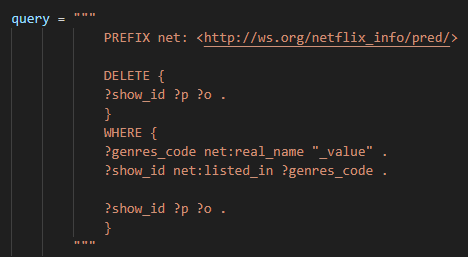 query = """
PREFIX net: <http://ws.org/netflix_info/pred/>
DELETE {
?show_id ?p ?o .
}
WHERE {
?genres_code net:real_name "_value" .
?show_id net:listed_in ?genres_code .
?show_id ?p ?o .
}
"""